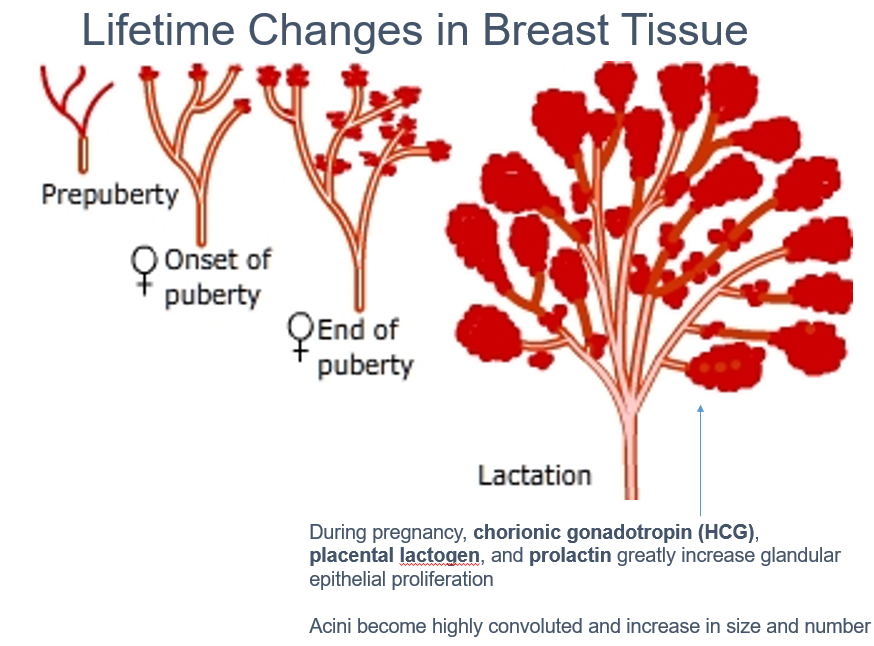 Lifetime Changes in Breast Tissue
Prepuberty
♀ Onset of
puberty
♀ End of
puberty
Lactation
During pregnancy, chorionic gonadotropin (HCG),
placental lactogen, and prolactin greatly increase glandular
epithelial proliferation
Acini become highly convoluted and increase in size and number